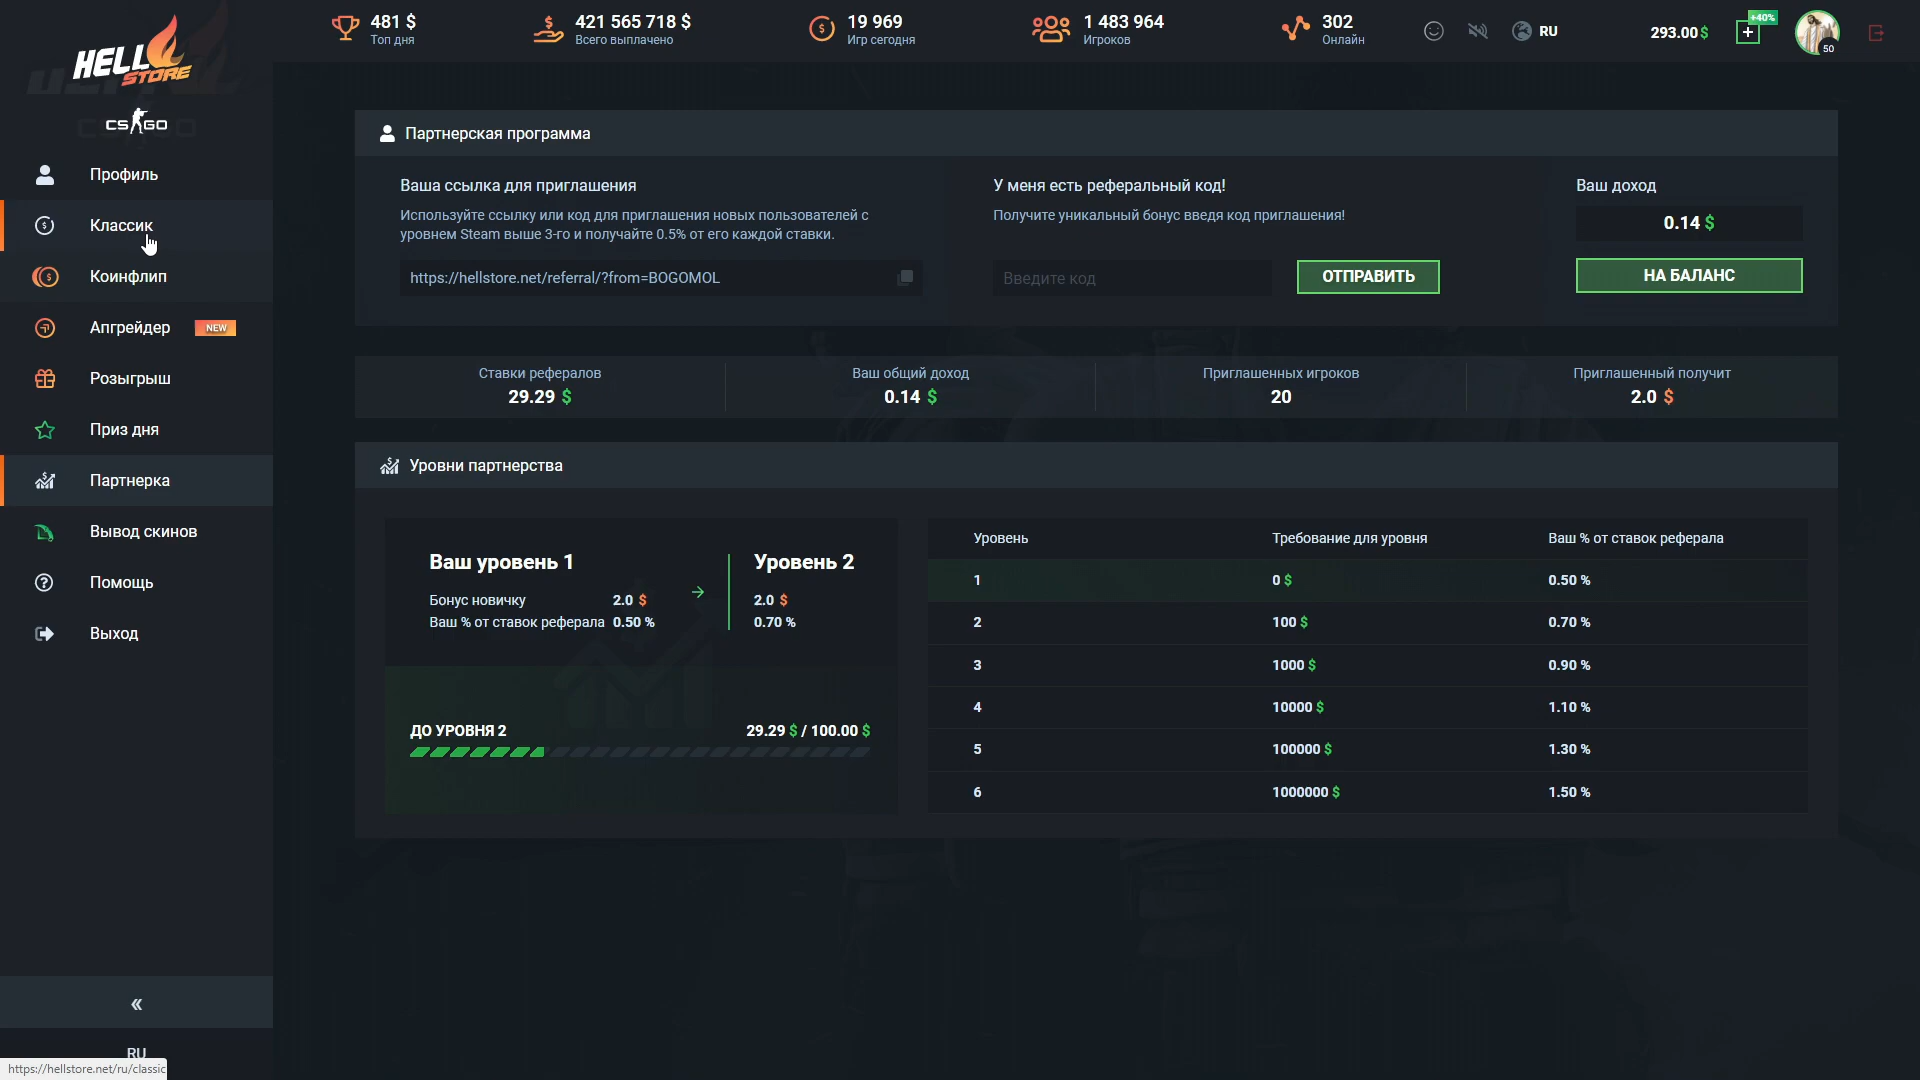 HELL STORE
CS GO
481 $
Топ дня
421 565 718 $
Всего выплачено
19 969
Игр сегодня
1 483 964
Игроков
302
Онлайн
RU
293.00 $
+40%
50
Профиль
Классик
Коинфлип
Апгрейдер NEW
Розыгрыш
Приз дня
Партнерка
Вывод скинов
Помощь
Выход
«
RU
https://hellstore.net/ru/classic
Партнерская программа
Ваша ссылка для приглашения
Используйте ссылку или код для приглашения новых пользователей с
уровнем Steam выше 3-го и получайте 0.5% от его каждой ставки.
https://hellstore.net/referral/?from=BOGOMOL
У меня есть реферальный код!
Получите уникальный бонус введя код приглашения!
Введите код
ОТПРАВИТЬ
Ваш доход
0.14 $
НА БАЛАНС
Ставки рефералов
29.29 $
Ваш общий доход
0.14 $
Приглашенных игроков
20
Приглашенный получит
2.0 $
Уровни партнерства
Ваш уровень 1
Бонус новичку 2.0 $
Ваш % от ставок реферала 0.50 %
Уровень 2
2.0 $
0.70 %
ДО УРОВНЯ 2 29.29 $ / 100.00 $
Уровень Требование для уровня Ваш % от ставок реферала
1 0 $ 0.50 %
2 100 $ 0.70 %
3 1000 $ 0.90 %
4 10000 $ 1.10 %
5 100000 $ 1.30 %
6 1000000 $ 1.50 %